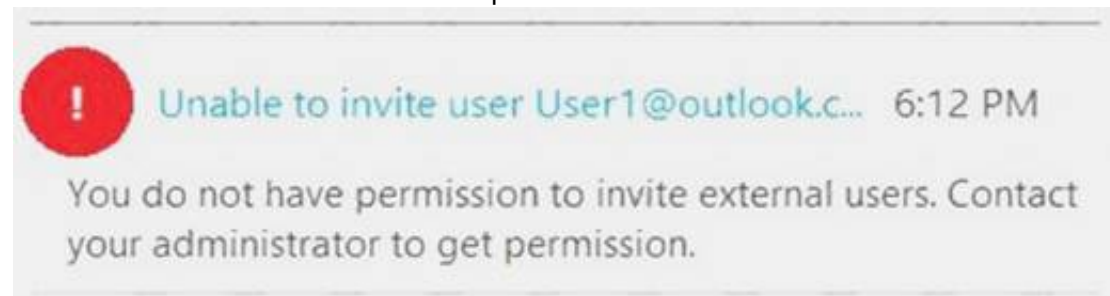 !
Unable to invite user User1@outlook.c... 6:12 PM
You do not have permission to invite external users. Contact
your administrator to get permission.